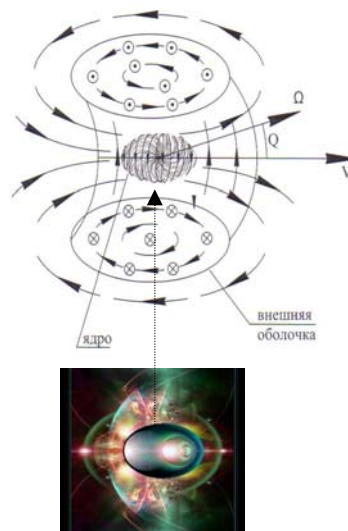 Ω
Q
V
внешняя
оболочка
ядро